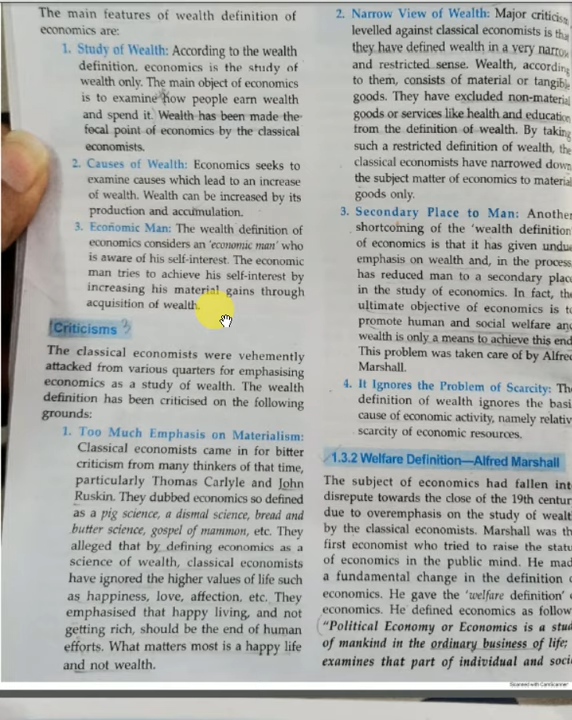 The main features of wealth definition of
economics are:
1. Study of Wealth: According to the wealth
definition, economics is the study of
wealth only. The main object of economics
is to examine how people earn wealth
and spend it. Wealth has been made the
focal point of economics by the classical
economists.
2. Causes of Wealth: Economics seeks to
examine causes which lead to an increase
of wealth. Wealth can be increased by its
production and accumulation.
3. Economic Man: The wealth definition of
economics considers an 'economic man' who
is aware of his self-interest. The economic
man tries to achieve his self-interest by
increasing his material gains through
acquisition of wealth.
Criticisms
The classical economists were vehemently
attacked from various quarters for emphasising
economics as a study of wealth. The wealth
definition has been criticised on the following
grounds:
1. Too Much Emphasis on Materialism:
Classical economists came in for bitter
criticism from many thinkers of that time,
particularly Thomas Carlyle and John
Ruskin. They dubbed economics so defined
as a pig science, a dismal science, bread and
butter science, gospel of mammon, etc. They
alleged that by defining economics as a
science of wealth, classical economists
have ignored the higher values of life such
as happiness, love, affection, etc. They
emphasised that happy living, and not
getting rich, should be the end of human
efforts. What matters most is a happy life
and not wealth.
2. Narrow View of Wealth: Major criticism
levelled against classical economists is tha
they have defined wealth in a very narrow
and restricted sense. Wealth, according
to them, consists of material or tangible
goods. They have excluded non-material
goods or services like health and education
from the definition of wealth. By taking
such a restricted definition of wealth, the
classical economists have narrowed down
the subject matter of economics to material
goods only.
3. Secondary Place to Man: Another
shortcoming of the 'wealth definition
of economics is that it has given undu
emphasis on wealth and, in the process
has reduced man to a secondary place
in the study of economics. In fact, the
ultimate objective of economics is to
promote human and social welfare and
wealth is only a means to achieve this end
This problem was taken care of by Alfred
Marshall.
4. It Ignores the Problem of Scarcity: The
definition of wealth ignores the basi
cause of economic activity, namely relativ
scarcity of economic resources.
1.3.2 Welfare Definition—Alfred Marshall
The subject of economics had fallen int
disrepute towards the close of the 19th centur
due to overemphasis on the study of wealt
by the classical economists. Marshall was th
first economist who tried to raise the statu
of economics in the public mind. He mad
a fundamental change in the definition
economics. He gave the 'welfare definition'
economics. He defined economics as follow
"Political Economy or Economics is a stud
of mankind in the ordinary business of life;
examines that part of individual and soci
Scanned with CamScanner